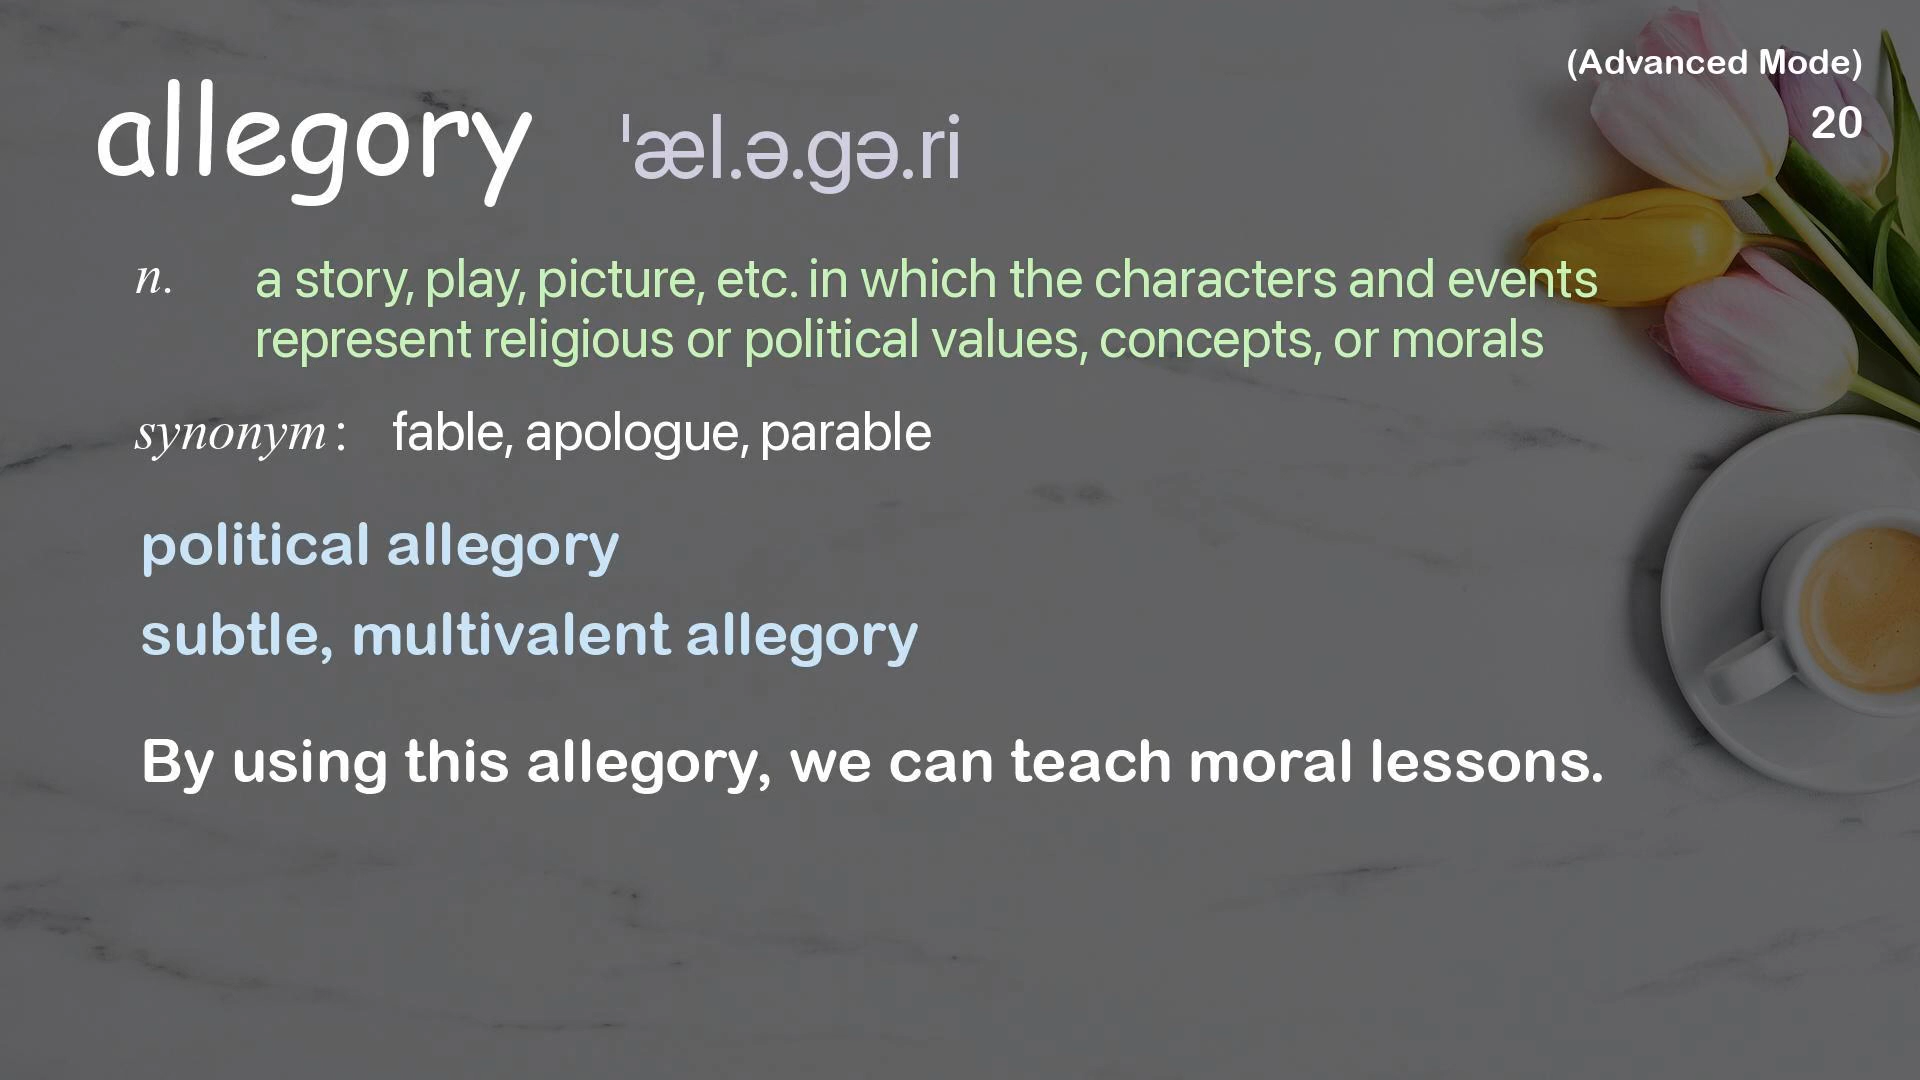 (Advanced Mode)
20
allegory ˈæl.ə.gə.ri
n. a story, play, picture, etc. in which the characters and events
represent religious or political values, concepts, or morals
synonym: fable, apologue, parable
political allegory
subtle, multivalent allegory
By using this allegory, we can teach moral lessons.